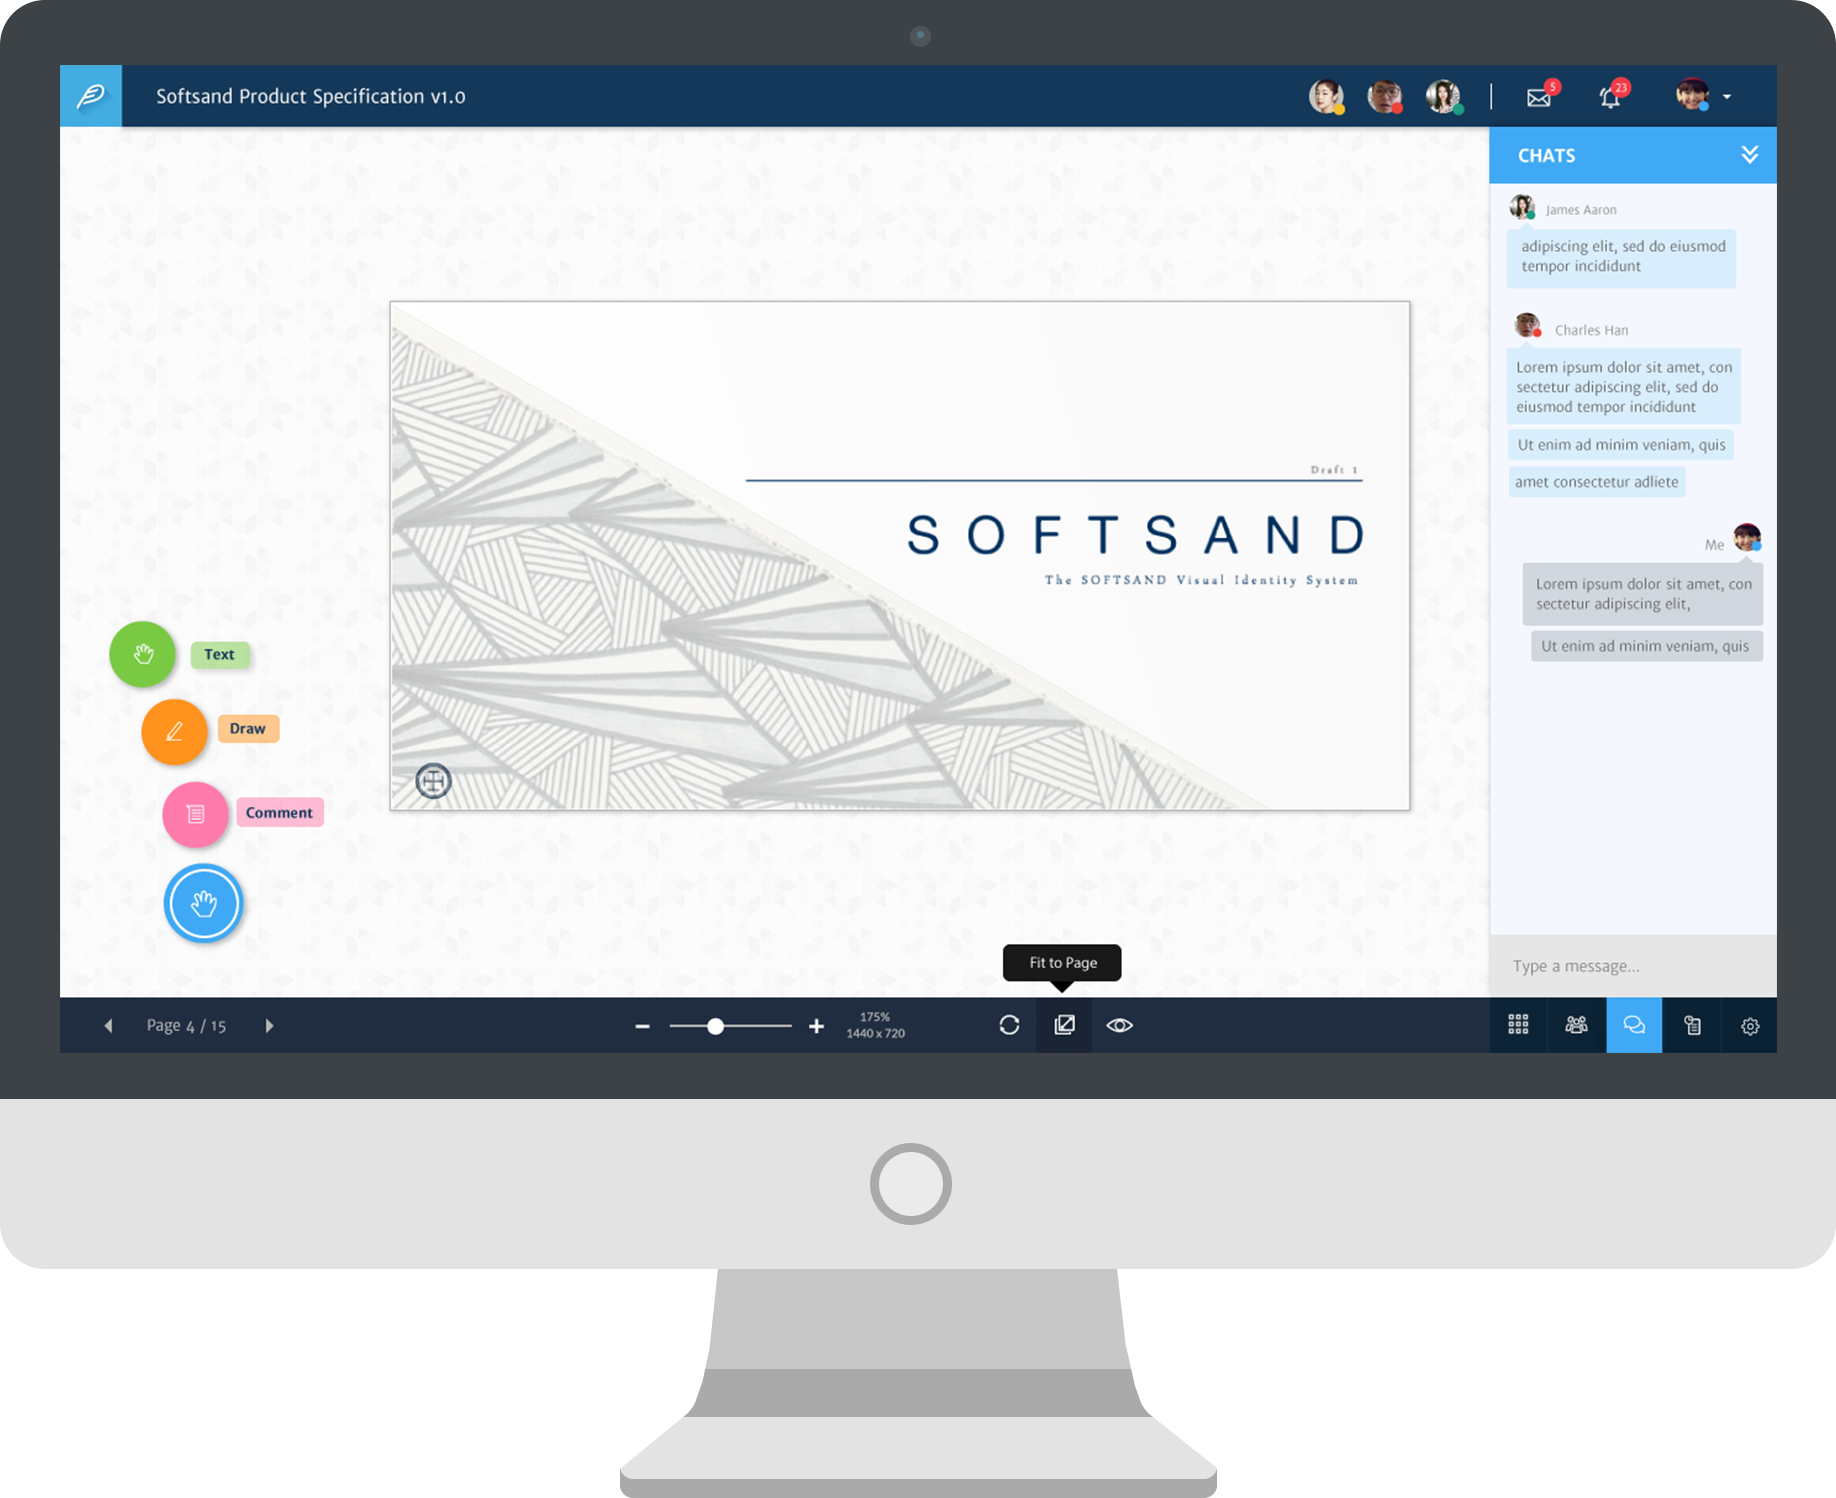 Softsand Product Specification v1.0
5
23
CHATS
James Aaron
adipiscing elit, sed do eiusmod
tempor incididunt
Charles Han
Lorem ipsum dolor sit amet, con
sectetur adipiscing elit, sed do
eiusmod tempor incididunt
Ut enim ad minim veniam, quis
amet consectetur adliete
Me
Lorem ipsum dolor sit amet, con
sectetur adipiscing elit,
Ut enim ad minim veniam, quis
Type a message...
Draft 1
SOFTSAND
The SOFTSAND Visual Identity System
Text
Draw
Comment
Fit to Page
Page 4 / 15
175%
1440 x 720